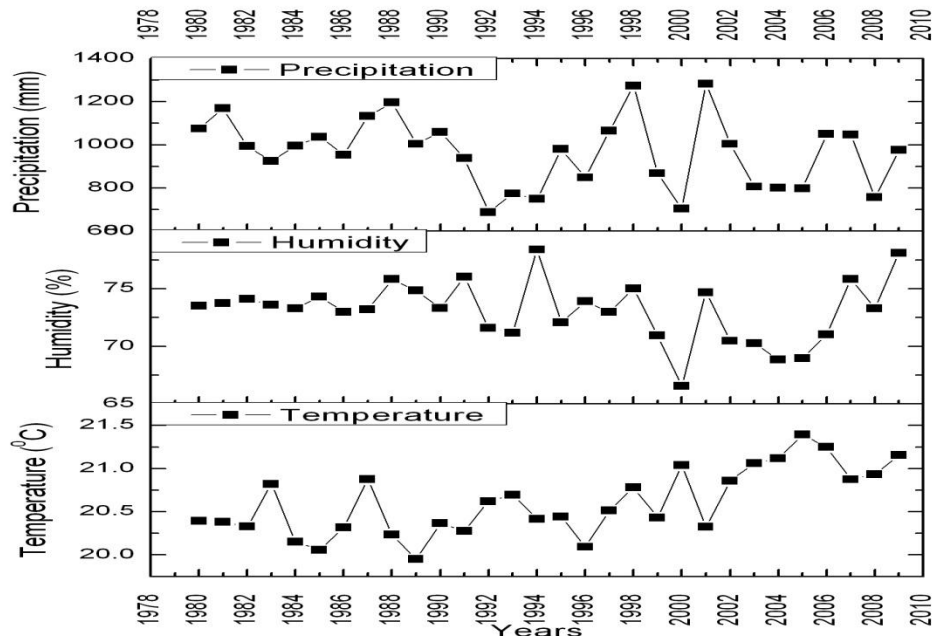 1978 1980 1982 1984 1986 1988 1990 1992 1994 1996 1998 2000 2002 2004 2006 2008 2010
Precipitation (mm)
1400
1200
1000
800
600
Precipitation
Humidity (%)
80
75
70
65
Humidity
Temperature (⁰C)
21.5
21.0
20.5
20.0
Temperature
1978 1980 1982 1984 1986 1988 1990 1992 1994 1996 1998 2000 2002 2004 2006 2008 2010
Years